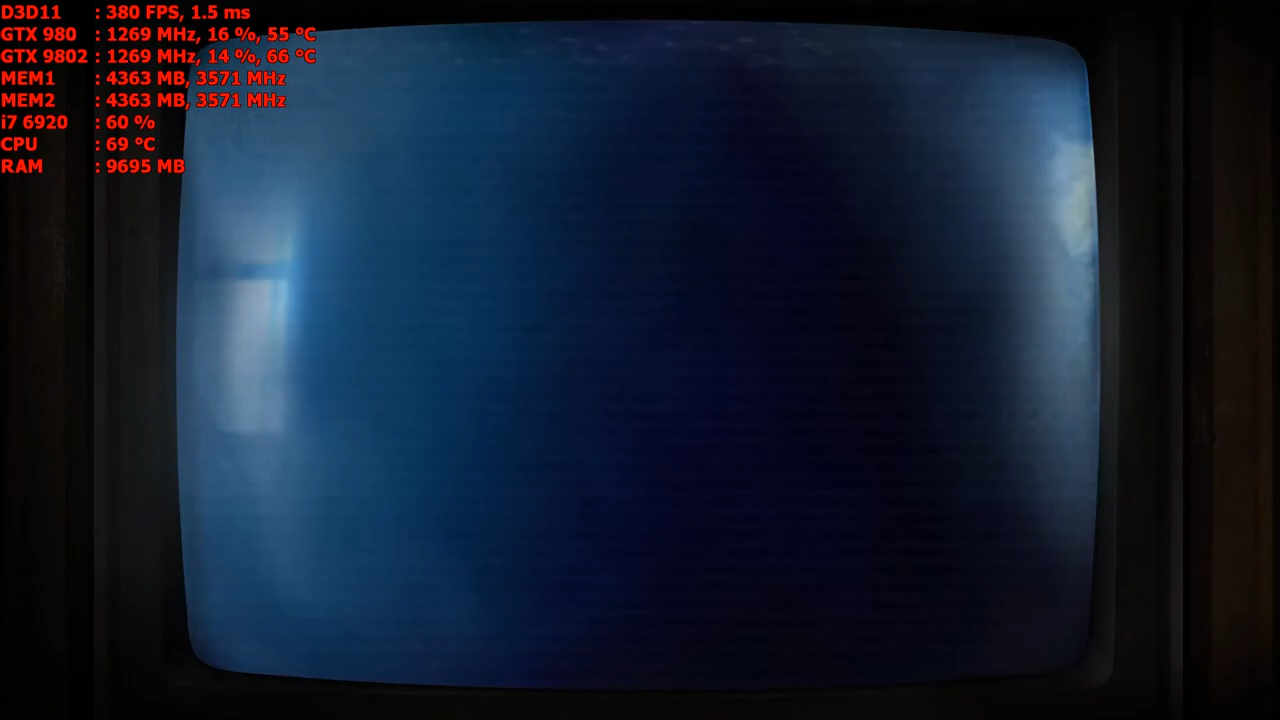 D3D11 : 380 FPS, 1.5 ms
GTX 980 : 1269 MHz, 16 %, 55 °C
GTX 9802 : 1269 MHz, 14 %, 66 °C
MEM1 : 4363 MB, 3571 MHz
MEM2 : 4363 MB, 3571 MHz
i7 6920 : 60 %
CPU : 69 °C
RAM : 9695 MB